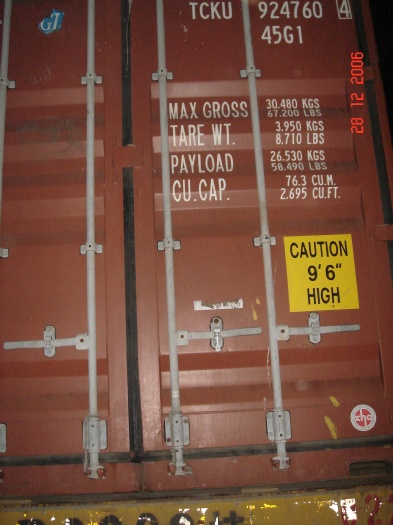 TCKU 924760 4
45G1
28 12 2006
MAX GROSS 30.480 KGS
67.200 LBS
TARE WT. 3.950 KGS
8.710 LBS
PAYLOAD 26.530 KGS
58.490 LBS
CU.CAP. 76.3 CU.M.
2.695 CU.FT.
CAUTION
9' 6"
HIGH